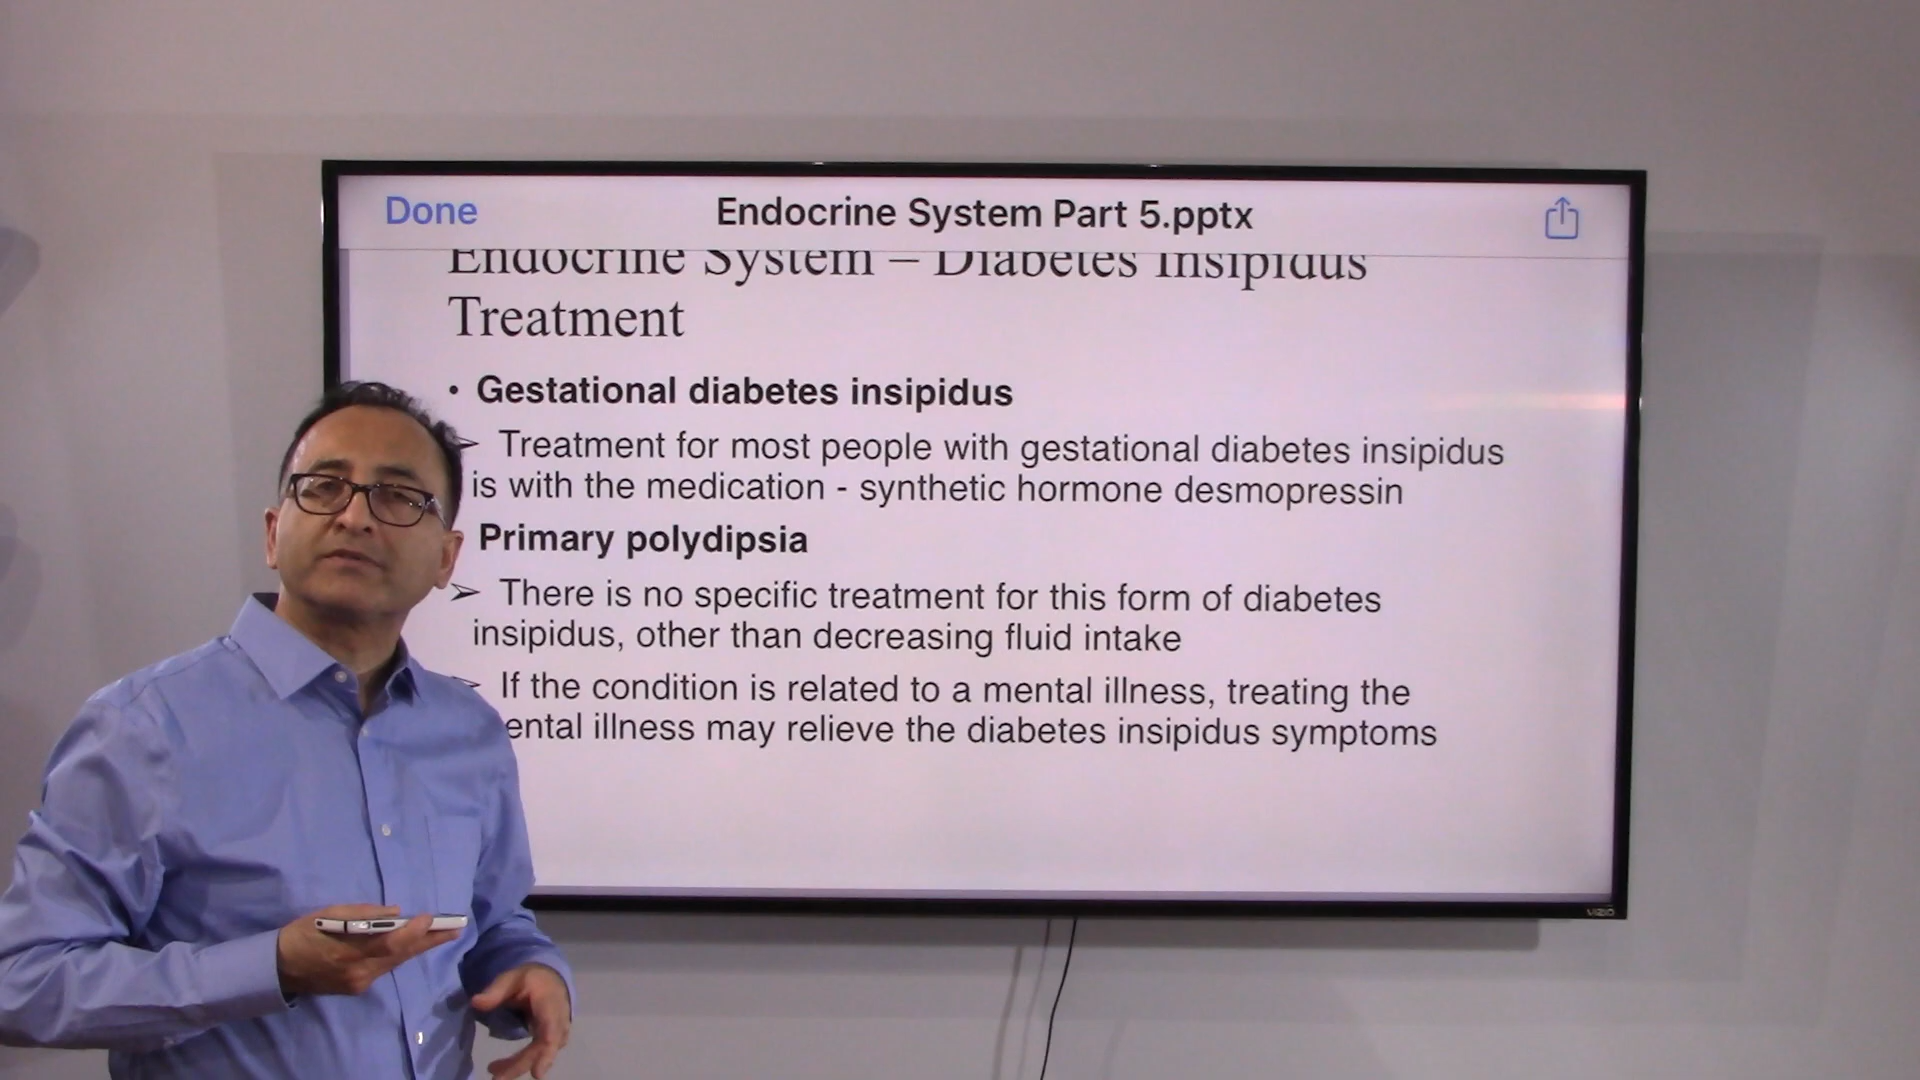 Done
Endocrine System Part 5.pptx
Endocrine System – Diabetes Insipidus
Treatment
• Gestational diabetes insipidus
➢ Treatment for most people with gestational diabetes insipidus
is with the medication - synthetic hormone desmopressin
Primary polydipsia
➢ There is no specific treatment for this form of diabetes
insipidus, other than decreasing fluid intake
➢ If the condition is related to a mental illness, treating the
ental illness may relieve the diabetes insipidus symptoms
VIZIO